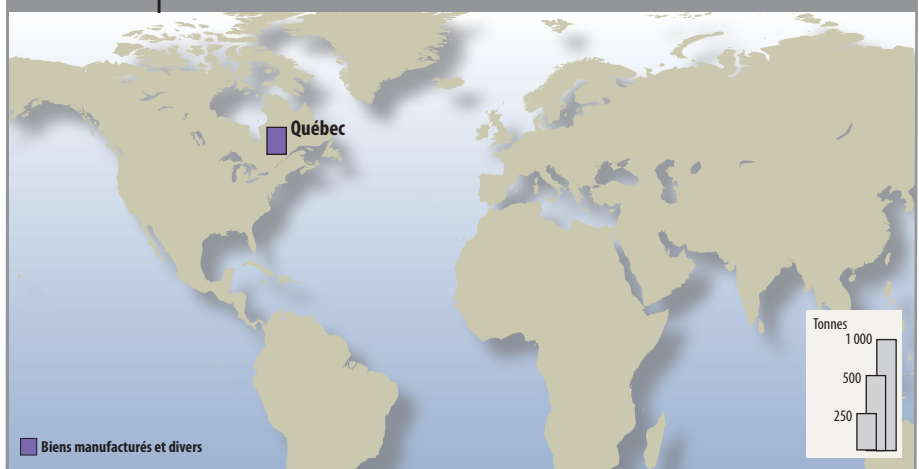 Québec
Tonnes
1 000
500
250
Biens manufacturés et divers